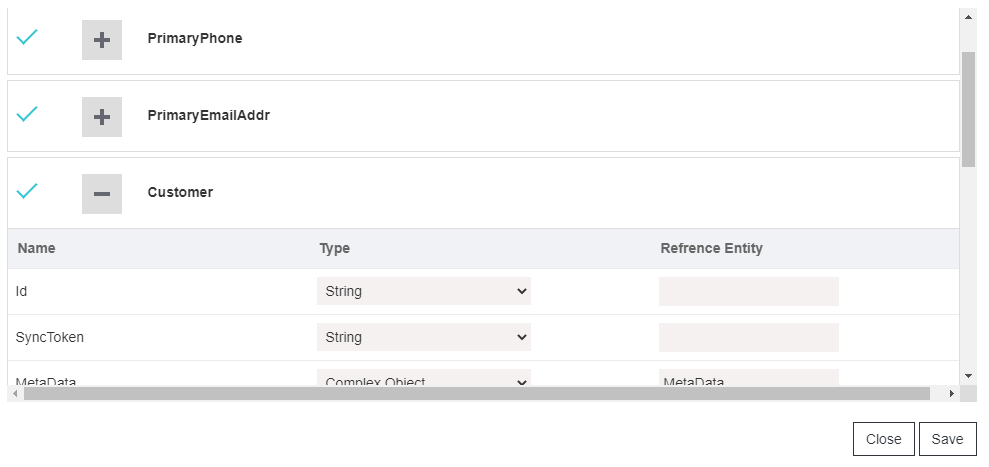 PrimaryPhone
PrimaryEmailAddr
Customer
Name Type Refrence Entity
Id String
SyncToken String
MetaData Complex Object MetaData
Close Save